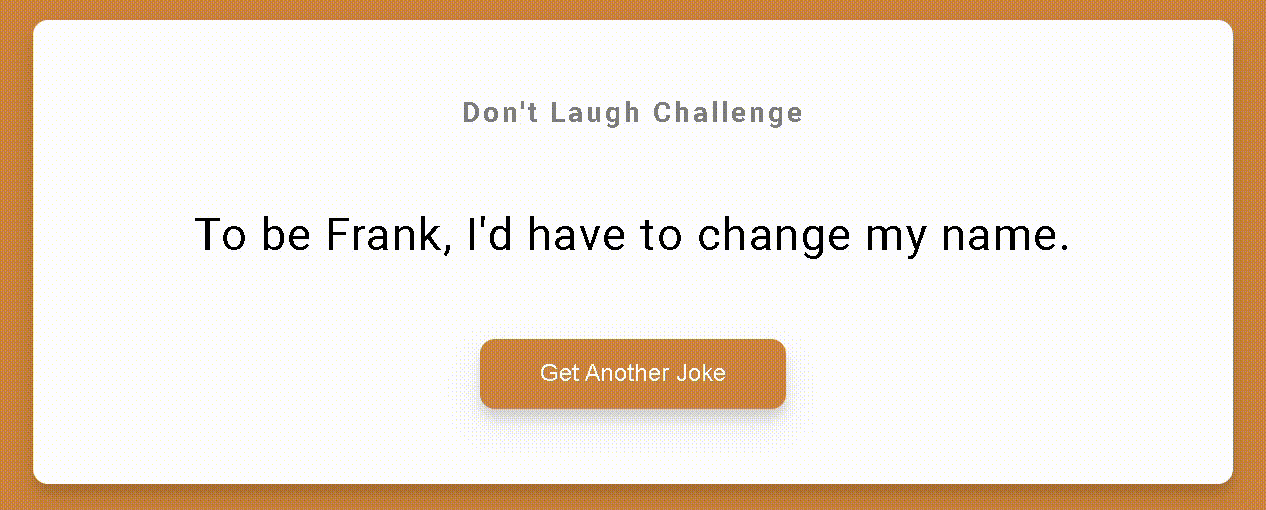 Don't Laugh Challenge
To be Frank, I'd have to change my name.
Get Another Joke